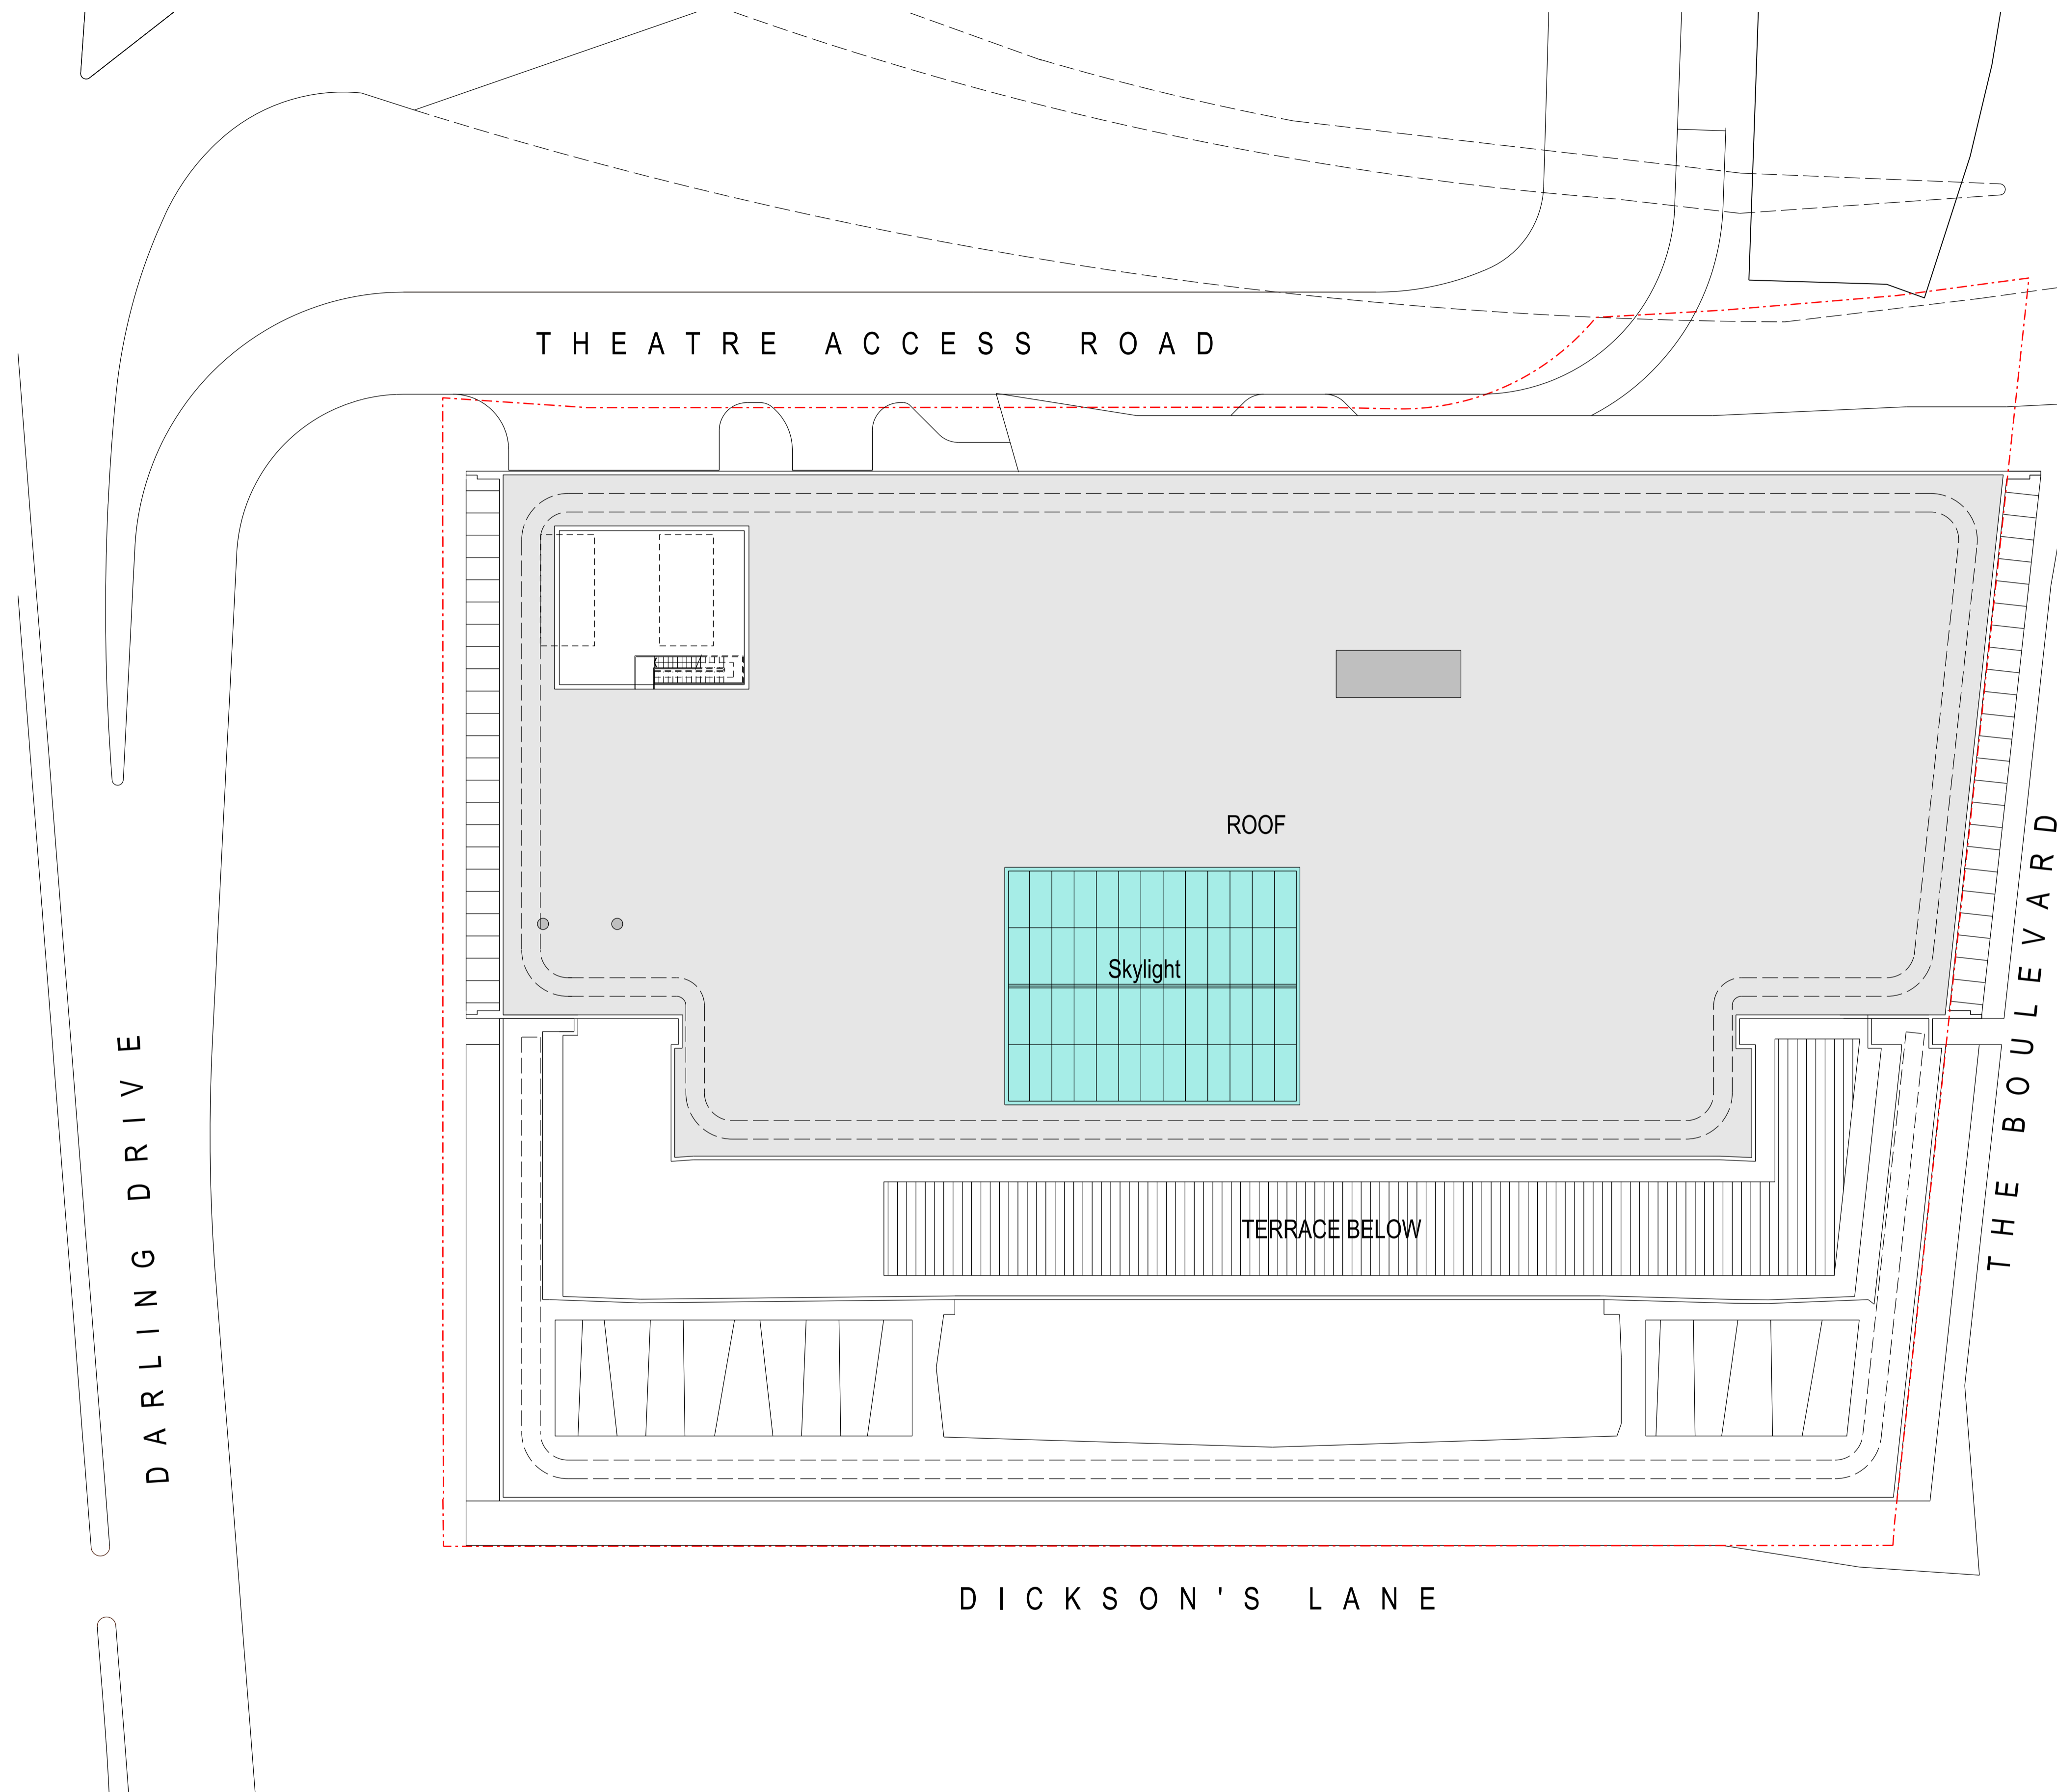 THEATRE ACCESS ROAD
ROOF
Skylight
TERRACE BELOW
DARLING DRIVE
THE BOULEVARD
DICKSON'S LANE